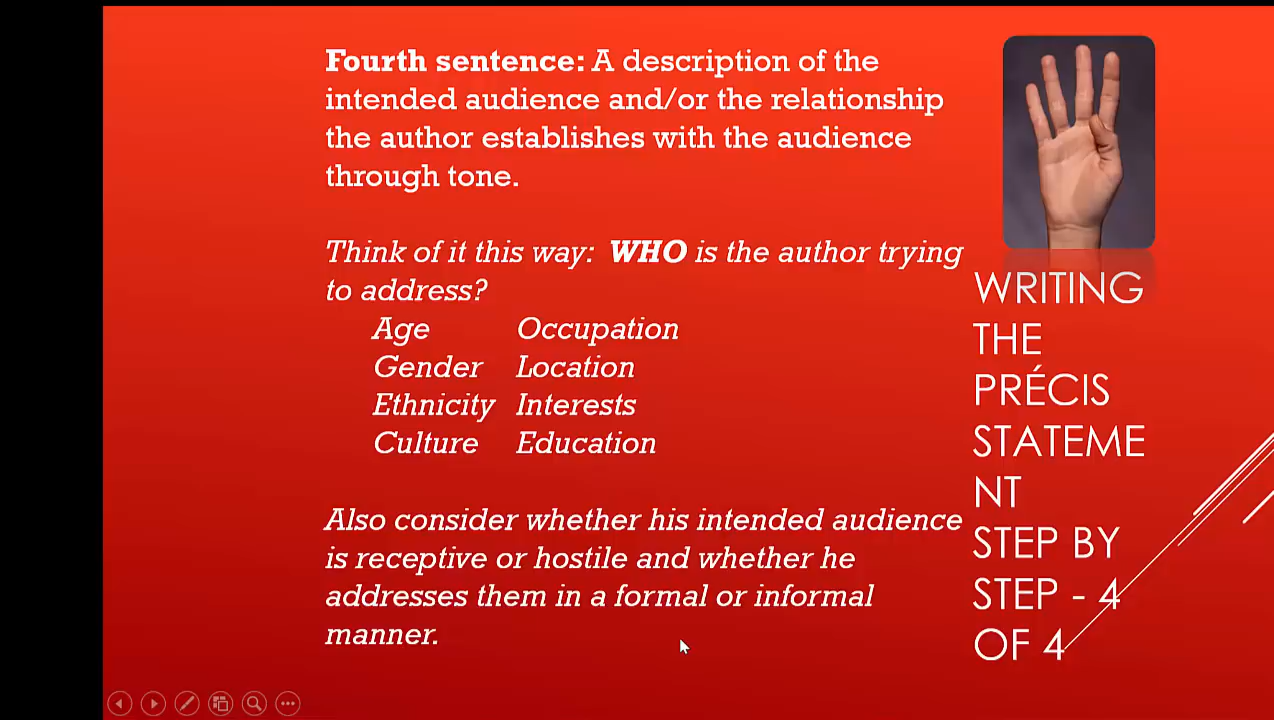 Fourth sentence: A description of the
intended audience and/or the relationship
the author establishes with the audience
through tone.
Think of it this way: WHO is the author trying
to address?
Age Occupation
Gender Location
Ethnicity Interests
Culture Education
Also consider whether his intended audience
is receptive or hostile and whether he
addresses them in a formal or informal
manner.
WRITING
THE
PRÉCIS
STATEME
NT
STEP BY
STEP - 4
OF 4